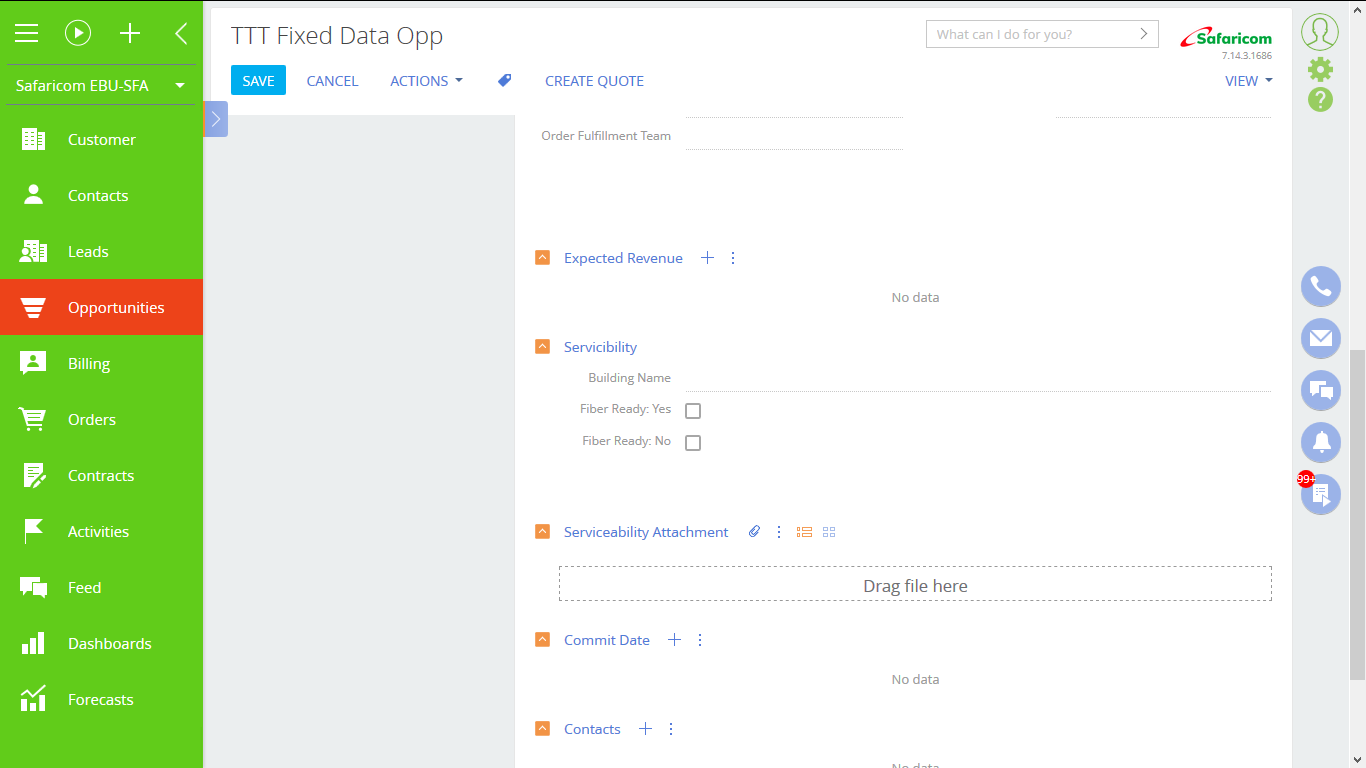 TTT Fixed Data Opp
What can I do for you?
Safaricom
7.14.3.1686
SAVE
CANCEL
ACTIONS
CREATE QUOTE
VIEW
Safaricom EBU-SFA
Customer
Contacts
Leads
Opportunities
Billing
Orders
Contracts
Activities
Feed
Dashboards
Forecasts
Order Fulfillment Team
Expected Revenue
No data
Servicibility
Building Name
Fiber Ready: Yes
Fiber Ready: No
Serviceability Attachment
Drag file here
Commit Date
No data
Contacts
No data
?
99+